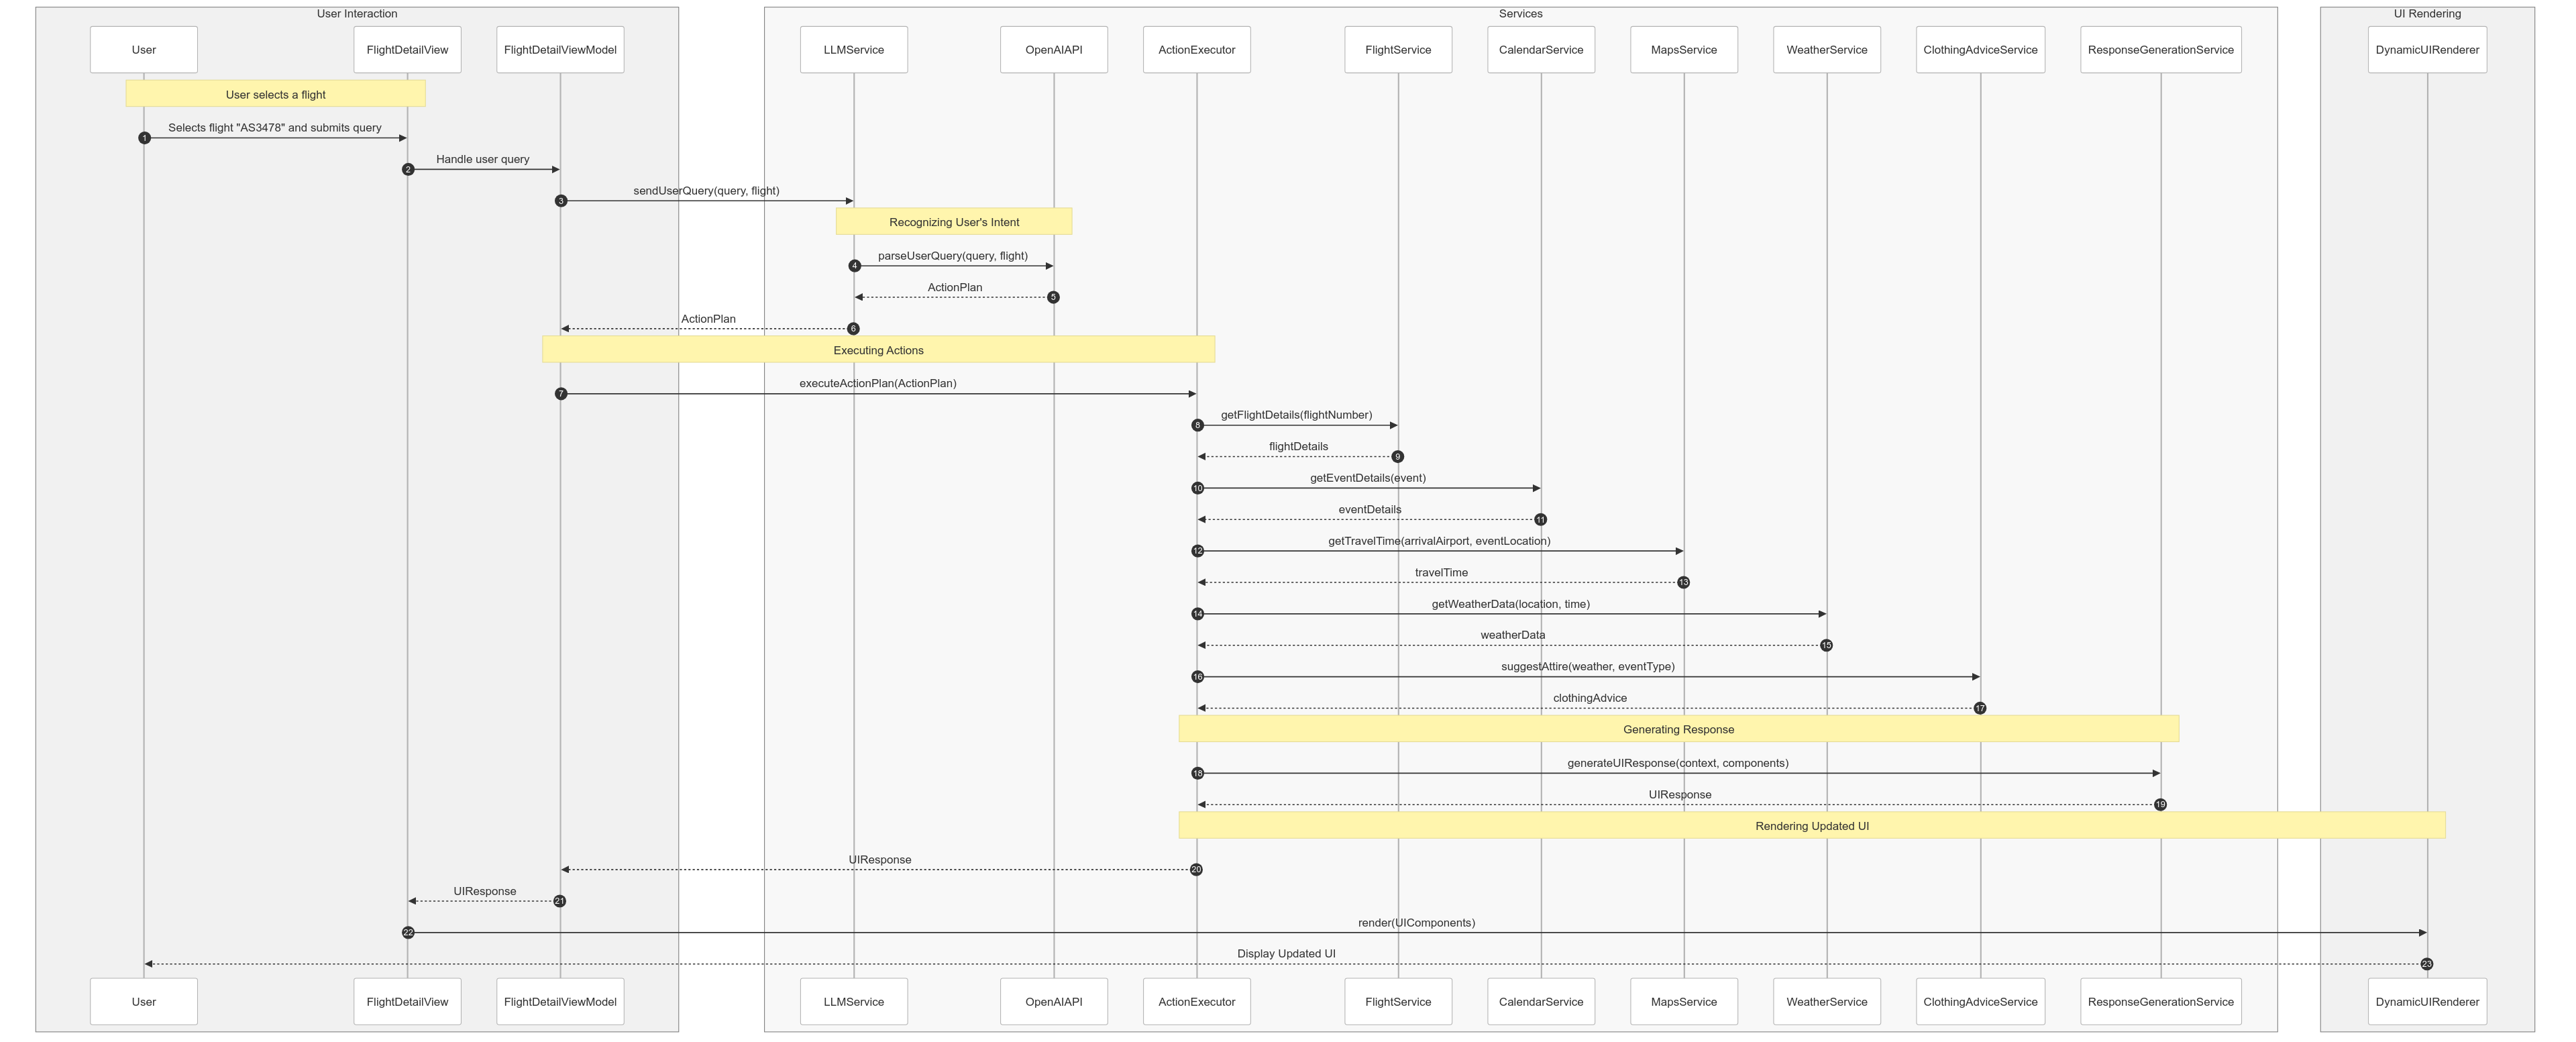 User Interaction
Services
UI Rendering
User
FlightDetailView
FlightDetailViewModel
LLMService
OpenAIAPI
ActionExecutor
FlightService
CalendarService
MapsService
WeatherService
ClothingAdviceService
ResponseGenerationService
DynamicUIRenderer
User selects a flight
Selects flight "AS3478" and submits query
1
Handle user query
2
sendUserQuery(query, flight)
3
Recognizing User's Intent
parseUserQuery(query, flight)
4
ActionPlan
5
ActionPlan
6
Executing Actions
executeActionPlan(ActionPlan)
7
getFlightDetails(flightNumber)
8
flightDetails
9
getEventDetails(event)
10
eventDetails
11
getTravelTime(arrivalAirport, eventLocation)
12
travelTime
13
getWeatherData(location, time)
14
weatherData
15
suggestAttire(weather, eventType)
16
clothingAdvice
17
Generating Response
generateUIResponse(context, components)
18
UIResponse
19
Rendering Updated UI
UIResponse
20
UIResponse
21
render(UIComponents)
22
Display Updated UI
23
User
FlightDetailView
FlightDetailViewModel
LLMService
OpenAIAPI
ActionExecutor
FlightService
CalendarService
MapsService
WeatherService
ClothingAdviceService
ResponseGenerationService
DynamicUIRenderer